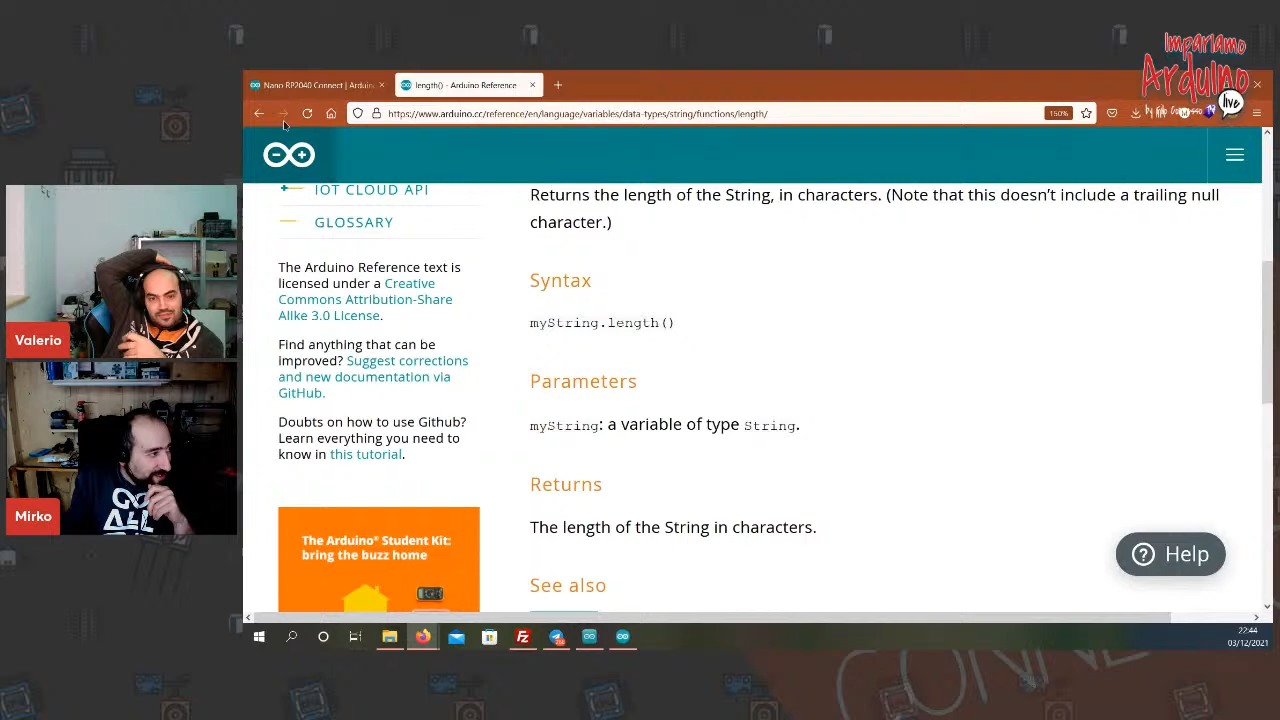 Impariamo
Arduino
live
Nano RP2040 Connect | Arduin
length() - Arduino Reference
https://www.arduino.cc/reference/en/language/variables/data-types/string/functions/length/
150%
IOT CLOUD API
GLOSSARY
The Arduino Reference text is
licensed under a Creative
Commons Attribution-Share
Alike 3.0 License.
Find anything that can be
improved? Suggest corrections
and new documentation via
GitHub.
Doubts on how to use Github?
Learn everything you need to
know in this tutorial.
The Arduino® Student Kit:
bring the buzz home
Returns the length of the String, in characters. (Note that this doesn’t include a trailing null
character.)
Syntax
myString.length()
Parameters
myString: a variable of type String.
Returns
The length of the String in characters.
See also
Help
Valerio
Mirko
GO
ALL
Fz
22:44
03/12/2021
CONNE